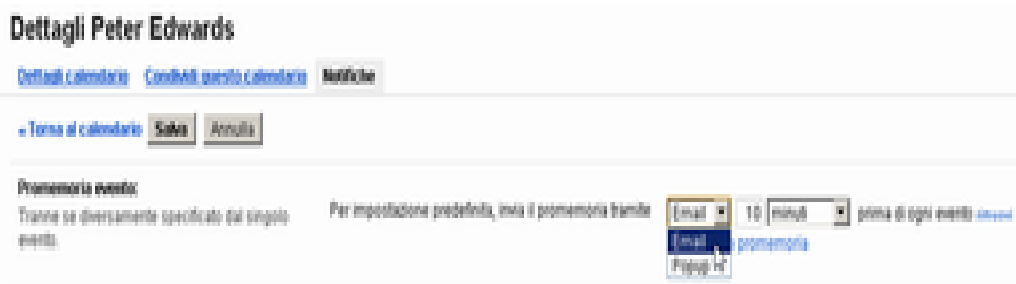 Dettagli Peter Edwards
Dettagli calendario Condividi questo calendario Notifiche
« Torna al calendario Salva Annulla
Promemoria evento:
Tranne se diversamente specificato dal singolo evento.
Per impostazione predefinita, invia il promemoria tramite Email 10 minuti prima di ogni evento
Email promemoria
Popup